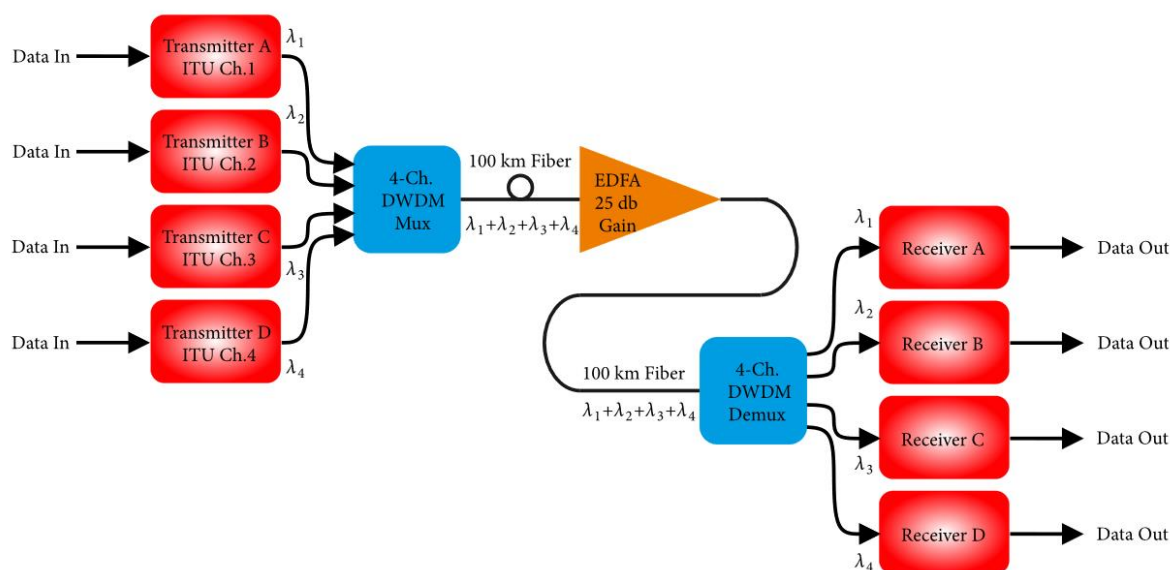 Data In
Transmitter A
ITU Ch.1
λ1
Data In
Transmitter B
ITU Ch.2
λ2
Data In
Transmitter C
ITU Ch.3
λ3
Data In
Transmitter D
ITU Ch.4
λ4
4-Ch.
DWDM
Mux
100 km Fiber
λ1+λ2+λ3+λ4
EDFA
25 db
Gain
100 km Fiber
λ1+λ2+λ3+λ4
4-Ch.
DWDM
Demux
λ1
Receiver A
Data Out
λ2
Receiver B
Data Out
λ3
Receiver C
Data Out
λ4
Receiver D
Data Out